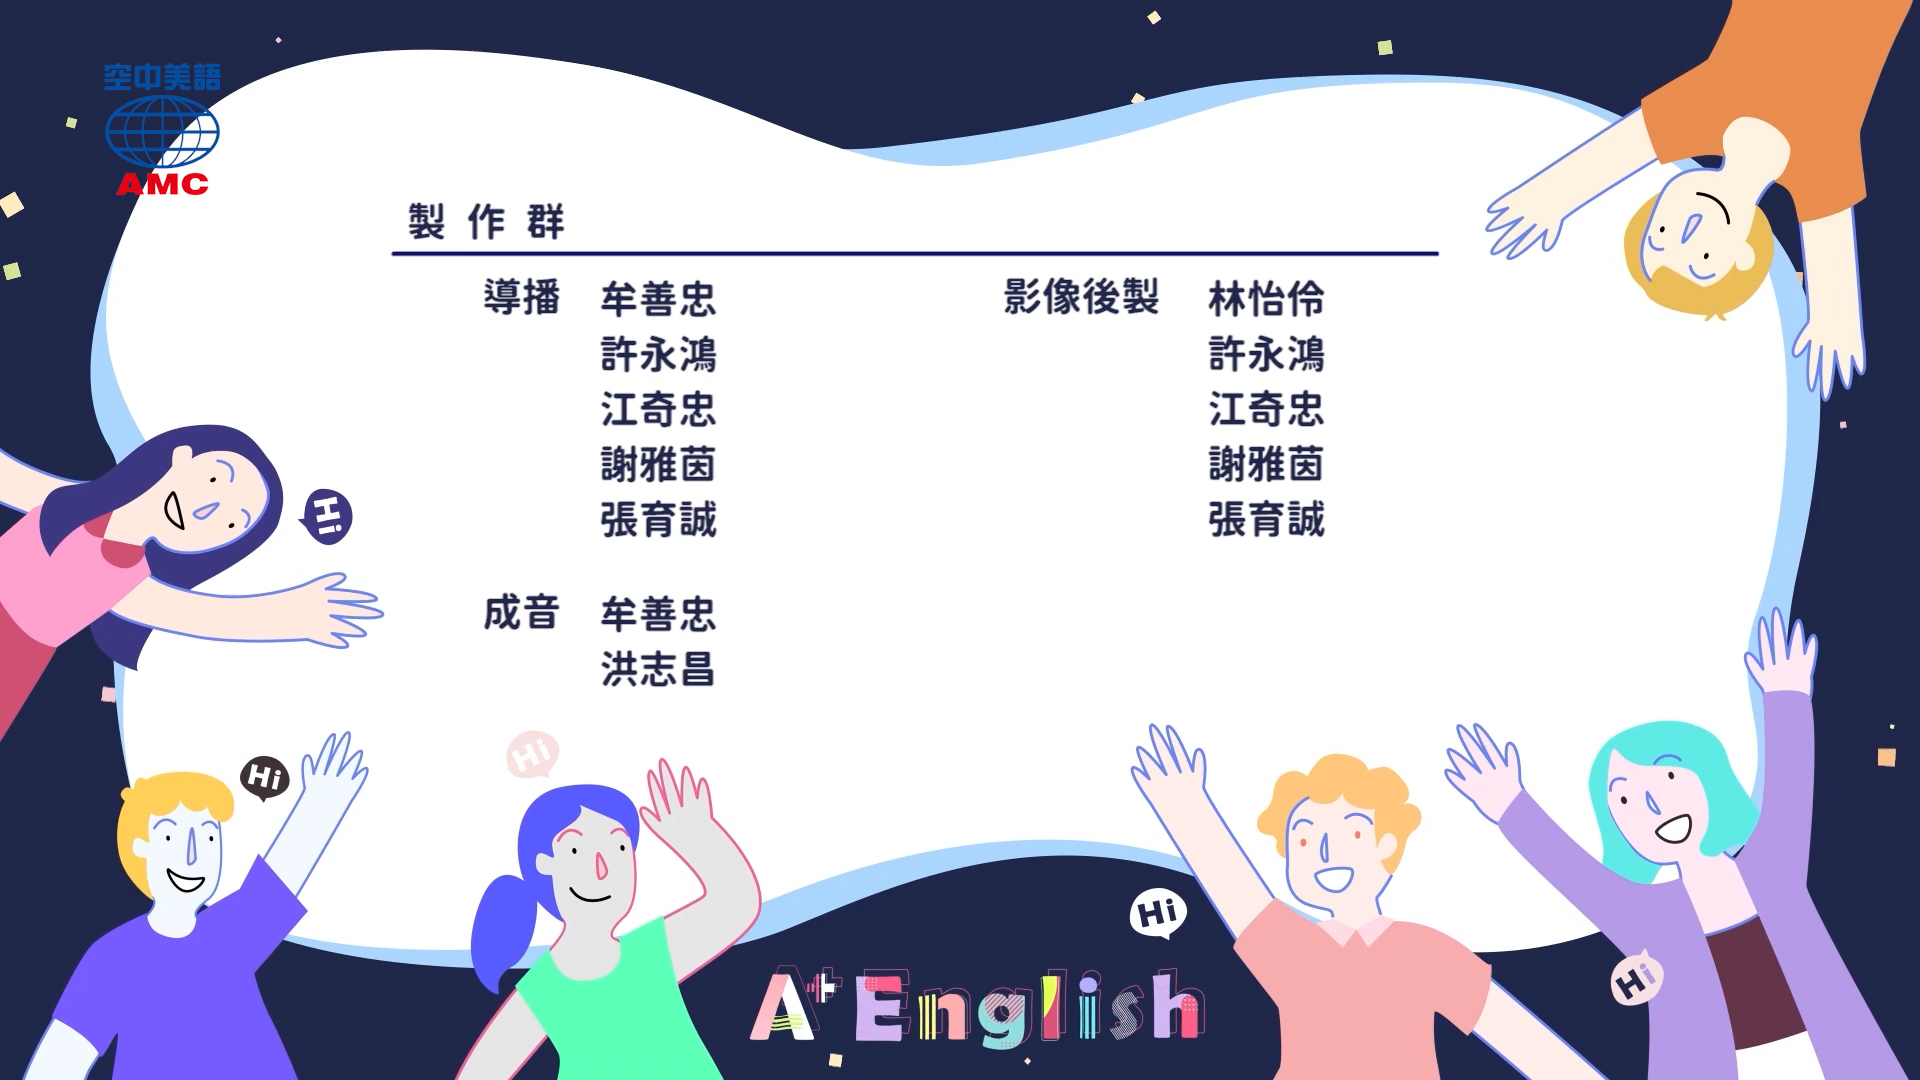 空中美語
AMC
製作群
導播 牟善忠
許永鴻
江奇忠
謝雅茵
張育誠
影像後製 林怡伶
許永鴻
江奇忠
謝雅茵
張育誠
成音 牟善忠
洪志昌
Hi
Hi
Hi
Hi
Hi
A+ English